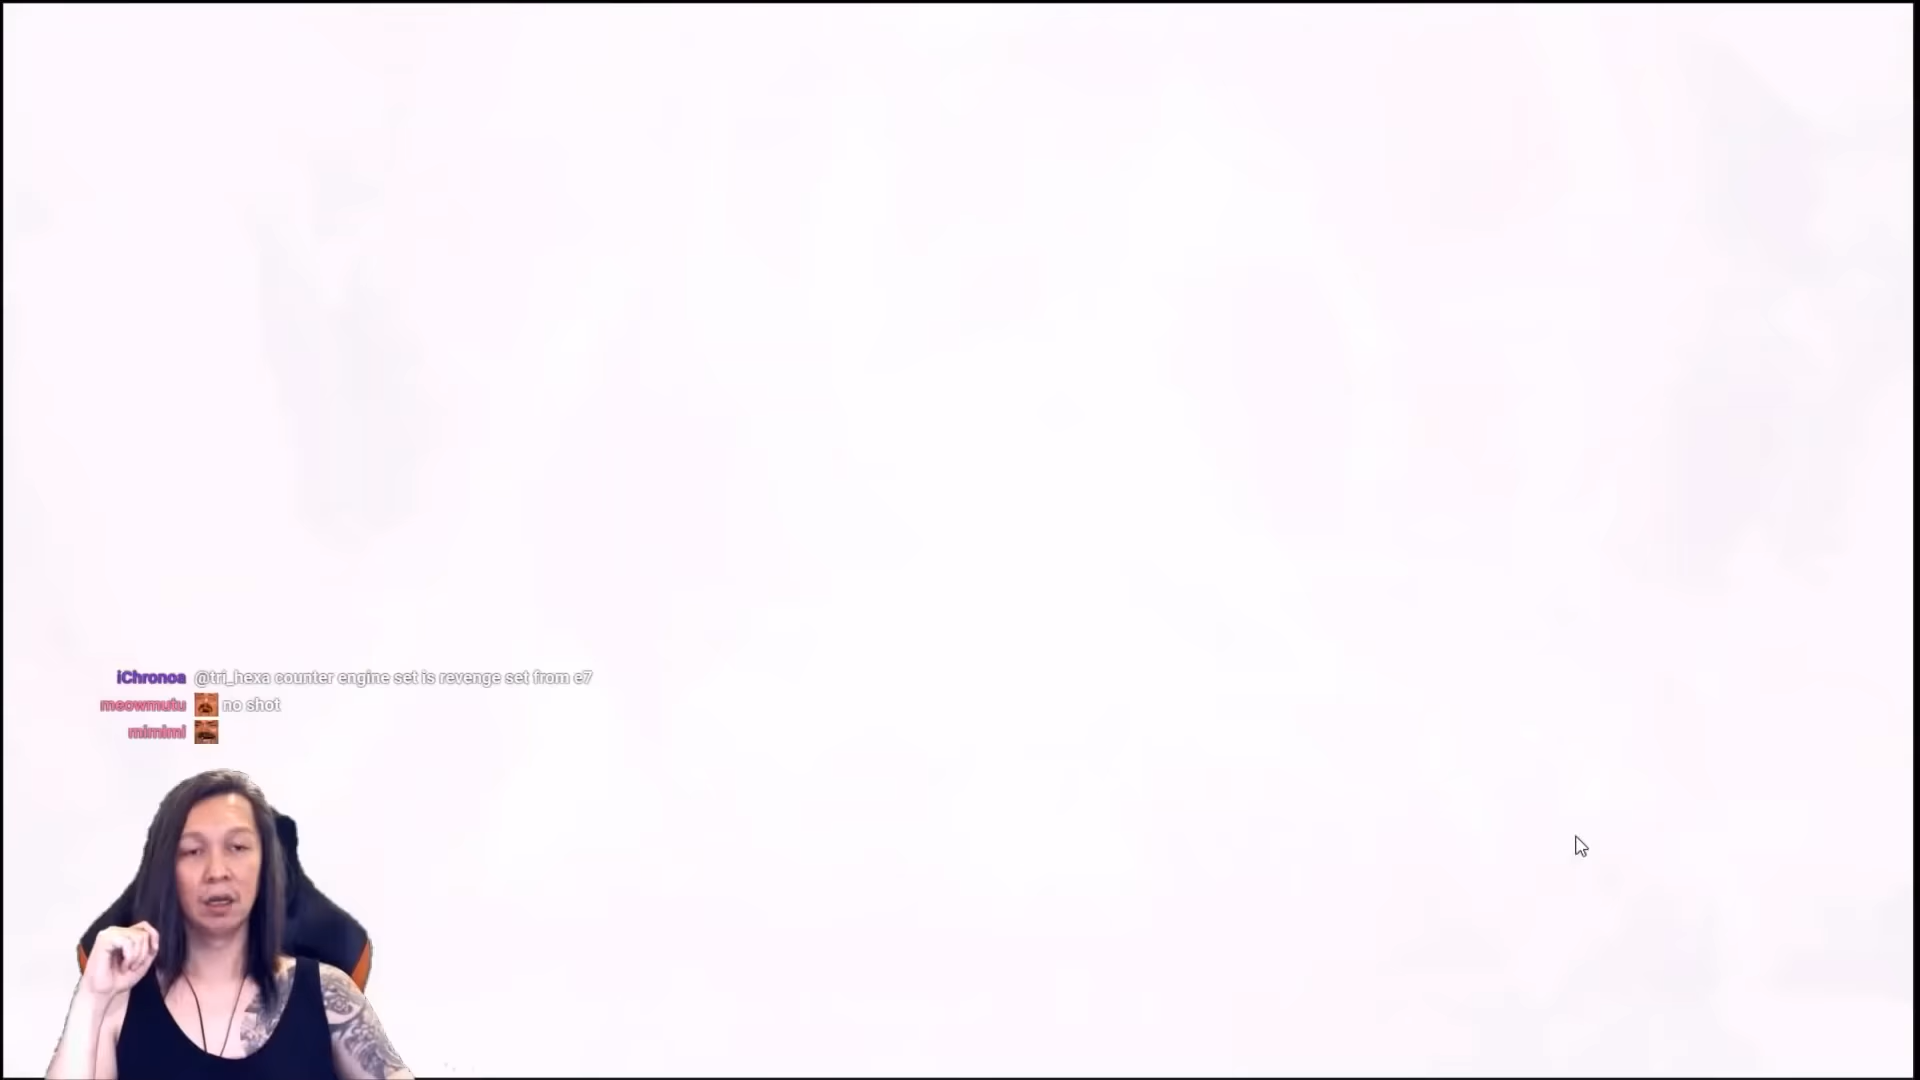 iChronoa @tri_hexa counter engine set is revenge set from e7
meowmutu no shot
mimimi